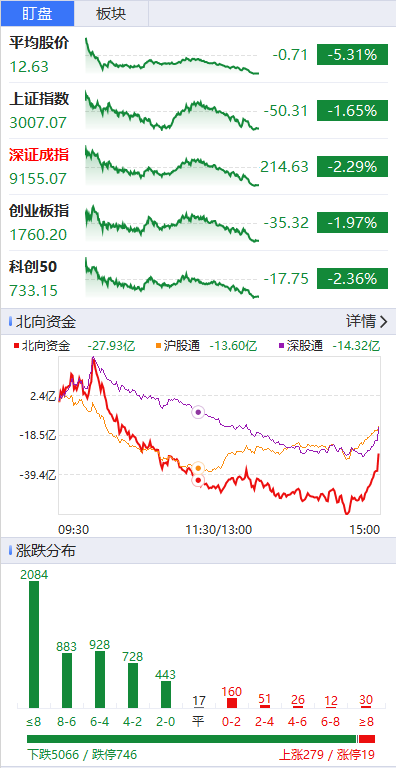 盯盘 板块
平均股价 -0.71 -5.31%
12.63
上证指数 -50.31 -1.65%
3007.07
深证成指 214.63 -2.29%
9155.07
创业板指 -35.32 -1.97%
1760.20
科创50 -17.75 -2.36%
733.15
北向资金 详情
北向资金 -27.93亿 沪股通 -13.60亿 深股通 -14.32亿
2.4亿
-18.5亿
-39.4亿
09:30 11:30/13:00 15:00
涨跌分布
2084 883 928 728 443 17 160 51 26 12 30
≤8 8-6 6-4 4-2 2-0 平 0-2 2-4 4-6 6-8 ≥8
下跌5066 / 跌停746 上涨279 / 涨停19